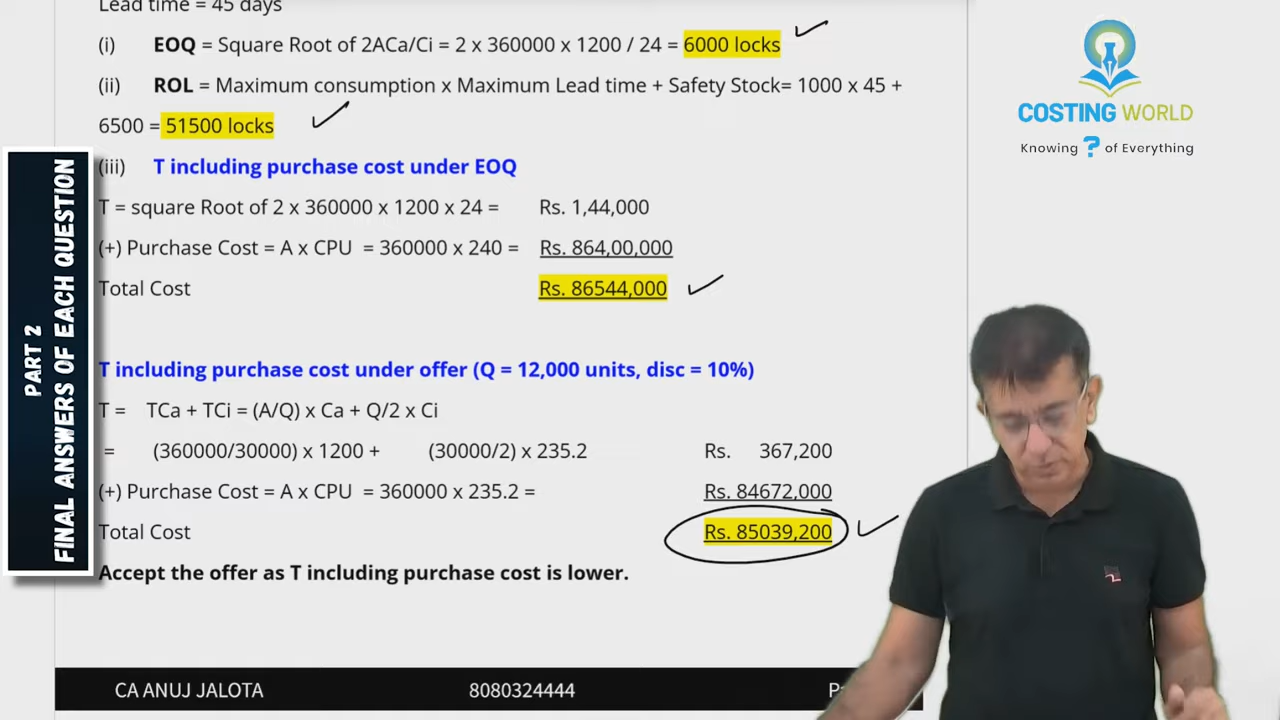 Lead time = 45 days
(i) EOQ = Square Root of 2ACa/Ci = 2 x 360000 x 1200 / 24 = 6000 locks
(ii) ROL = Maximum consumption x Maximum Lead time + Safety Stock= 1000 x 45 +
6500 = 51500 locks
(iii) T including purchase cost under EOQ
T = square Root of 2 x 360000 x 1200 x 24 = Rs. 1,44,000
(+) Purchase Cost = A x CPU = 360000 x 240 = Rs. 864,00,000
Total Cost Rs. 86544,000
T including purchase cost under offer (Q = 12,000 units, disc = 10%)
T = TCa + TCi = (A/Q) x Ca + Q/2 x Ci
= (360000/30000) x 1200 + (30000/2) x 235.2 Rs. 367,200
(+) Purchase Cost = A x CPU = 360000 x 235.2 = Rs. 84672,000
Total Cost Rs. 85039,200
Accept the offer as T including purchase cost is lower.
CA ANUJ JALOTA 8080324444
PART 2
FINAL ANSWERS OF EACH QUESTION
COSTING WORLD
Knowing ? of Everything